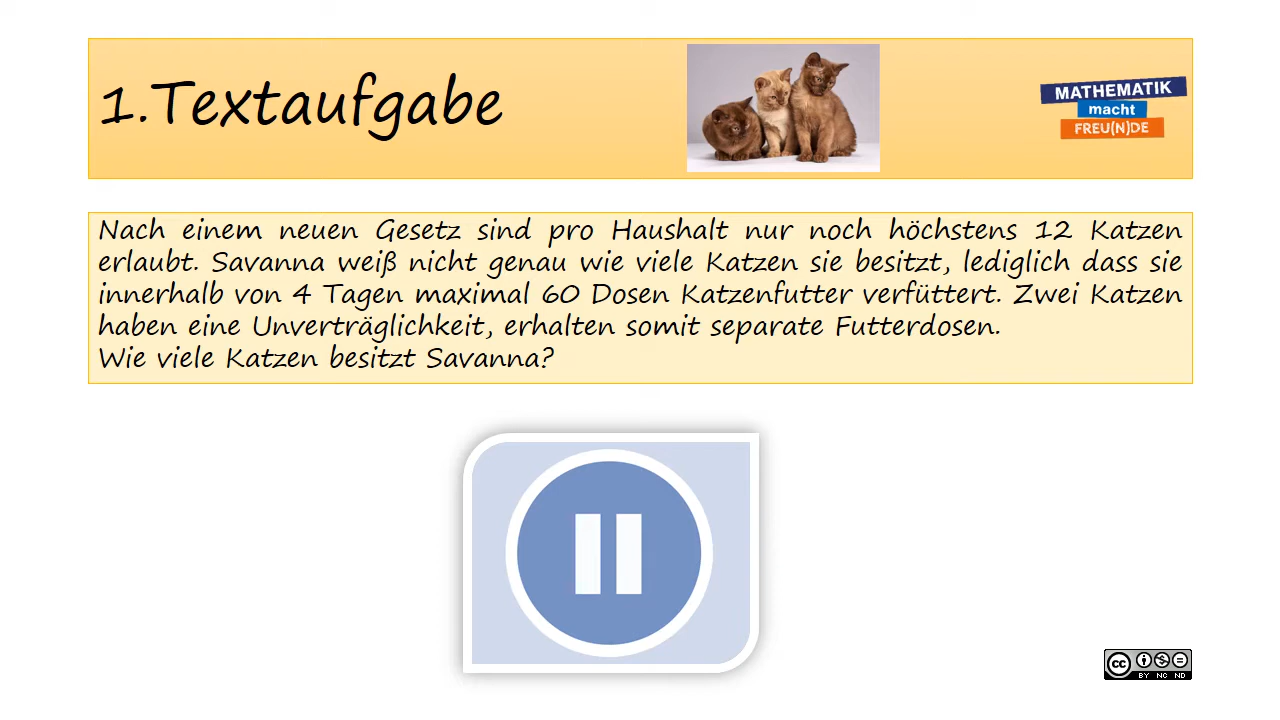 1.Textaufgabe
MATHEMATIK
macht
FREU(N)DE
Nach einem neuen Gesetz sind pro Haushalt nur noch höchstens 12 Katzen
erlaubt. Savanna weiß nicht genau wie viele Katzen sie besitzt, lediglich dass sie
innerhalb von 4 Tagen maximal 60 Dosen Katzenfutter verfüttert. Zwei Katzen
haben eine Unverträglichkeit, erhalten somit separate Futterdosen.
Wie viele Katzen besitzt Savanna?
cc
BY NC ND